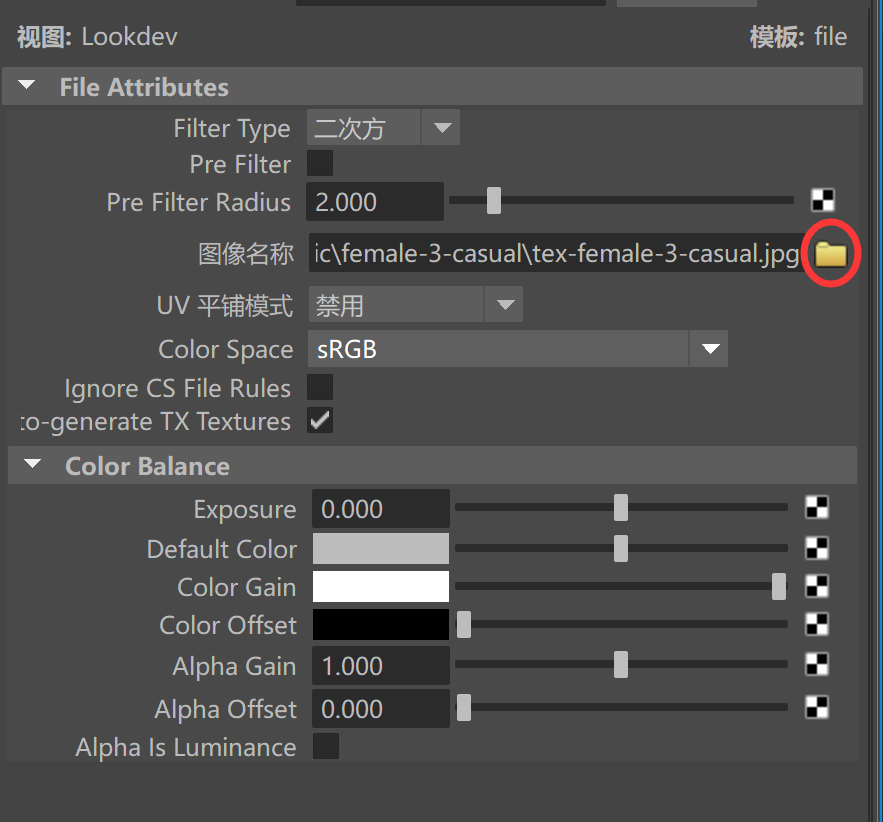 视图: Lookdev 模板: file
File Attributes
Filter Type 二次方
Pre Filter
Pre Filter Radius 2.000
图像名称 ic\female-3-casual\tex-female-3-casual.jpg
UV 平铺模式 禁用
Color Space sRGB
Ignore CS File Rules
to-generate TX Textures
Color Balance
Exposure 0.000
Default Color
Color Gain
Color Offset
Alpha Gain 1.000
Alpha Offset 0.000
Alpha Is Luminance